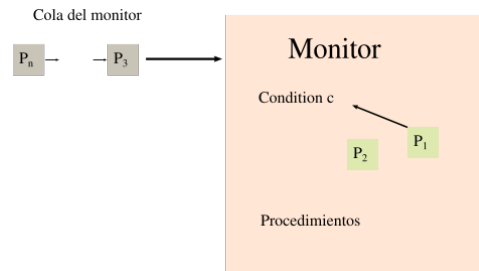 Cola del monitor
Pn
P3
Monitor
Condition c
P1
P2
Procedimientos